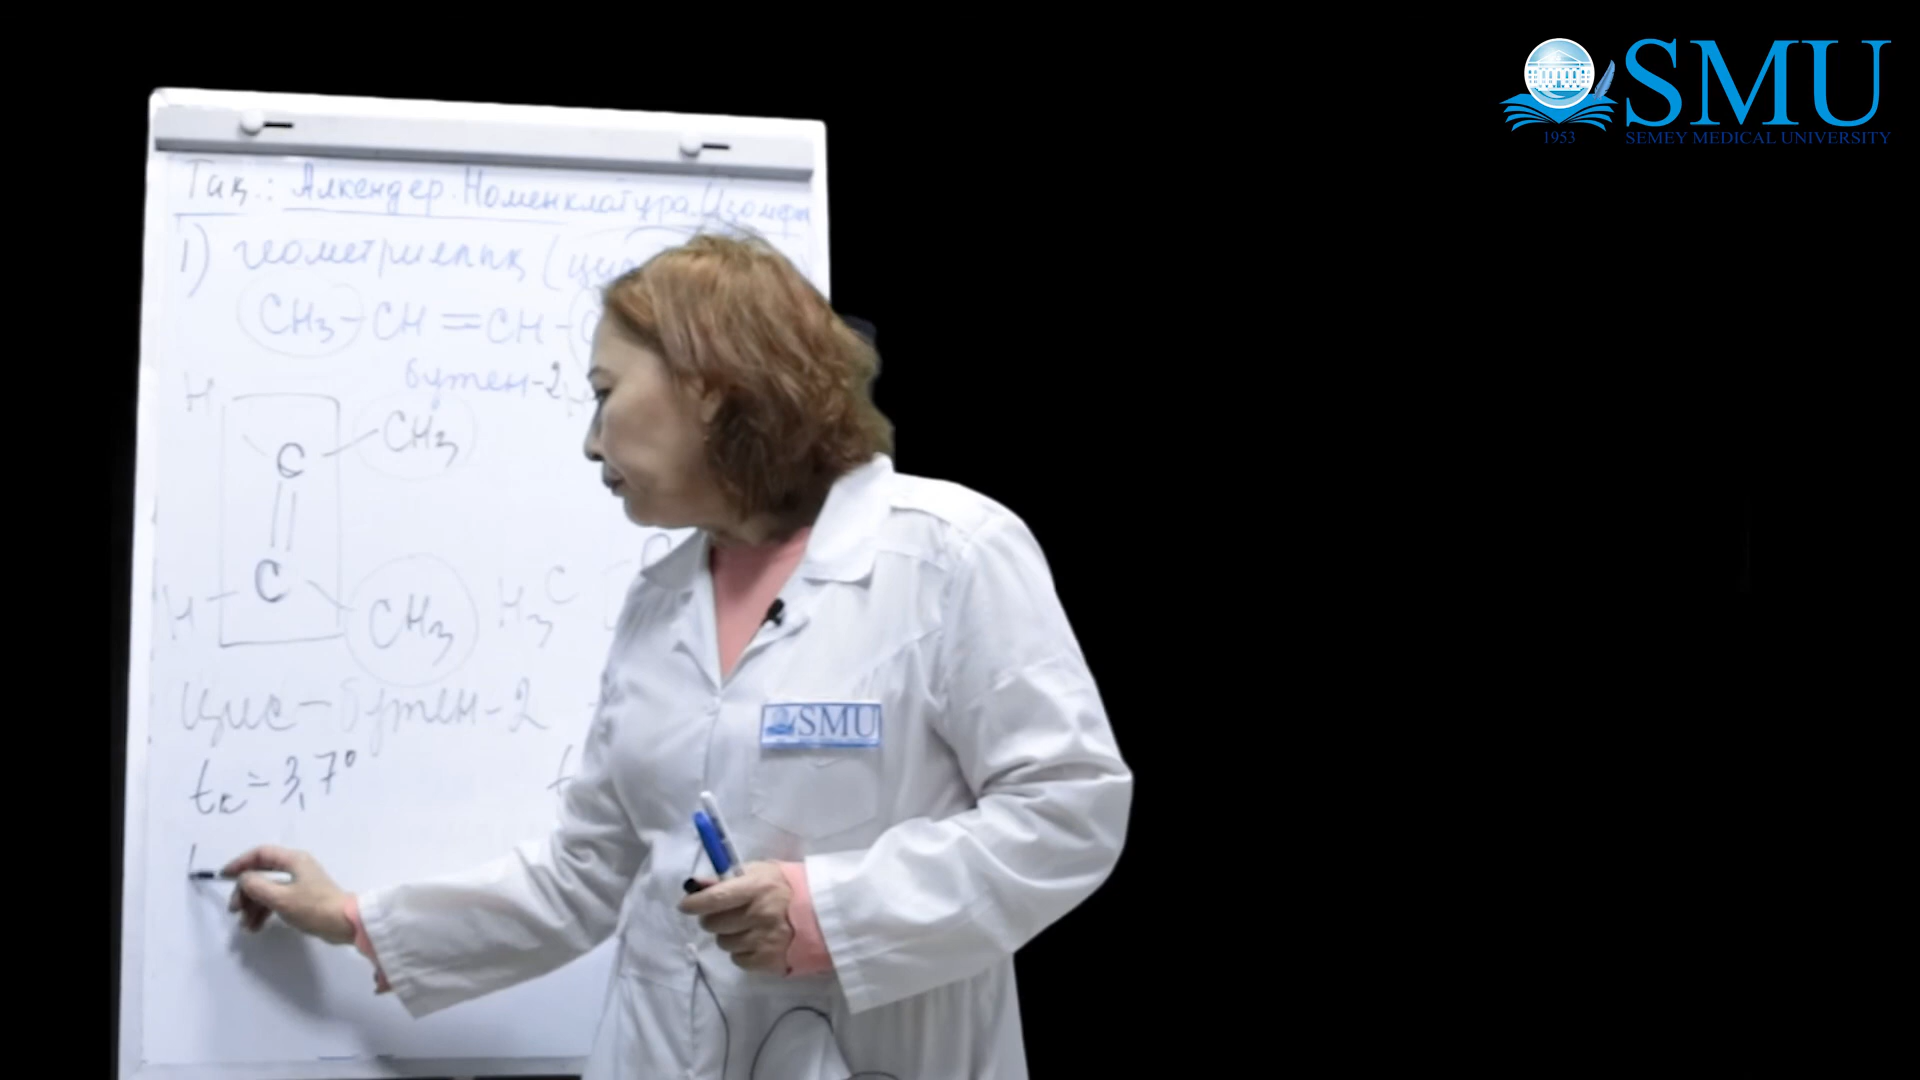 SMU
1953 SEMEY MEDICAL UNIVERSITY
Тақ.: Алкендер. Номенклатура. Изомер
1) геометриялық (цис
CH3 - CH = CH -
бутен-2
H
C CH3
C
H CH3 H3C C
Цис-бутен-2
tк = 3,7°
SMU